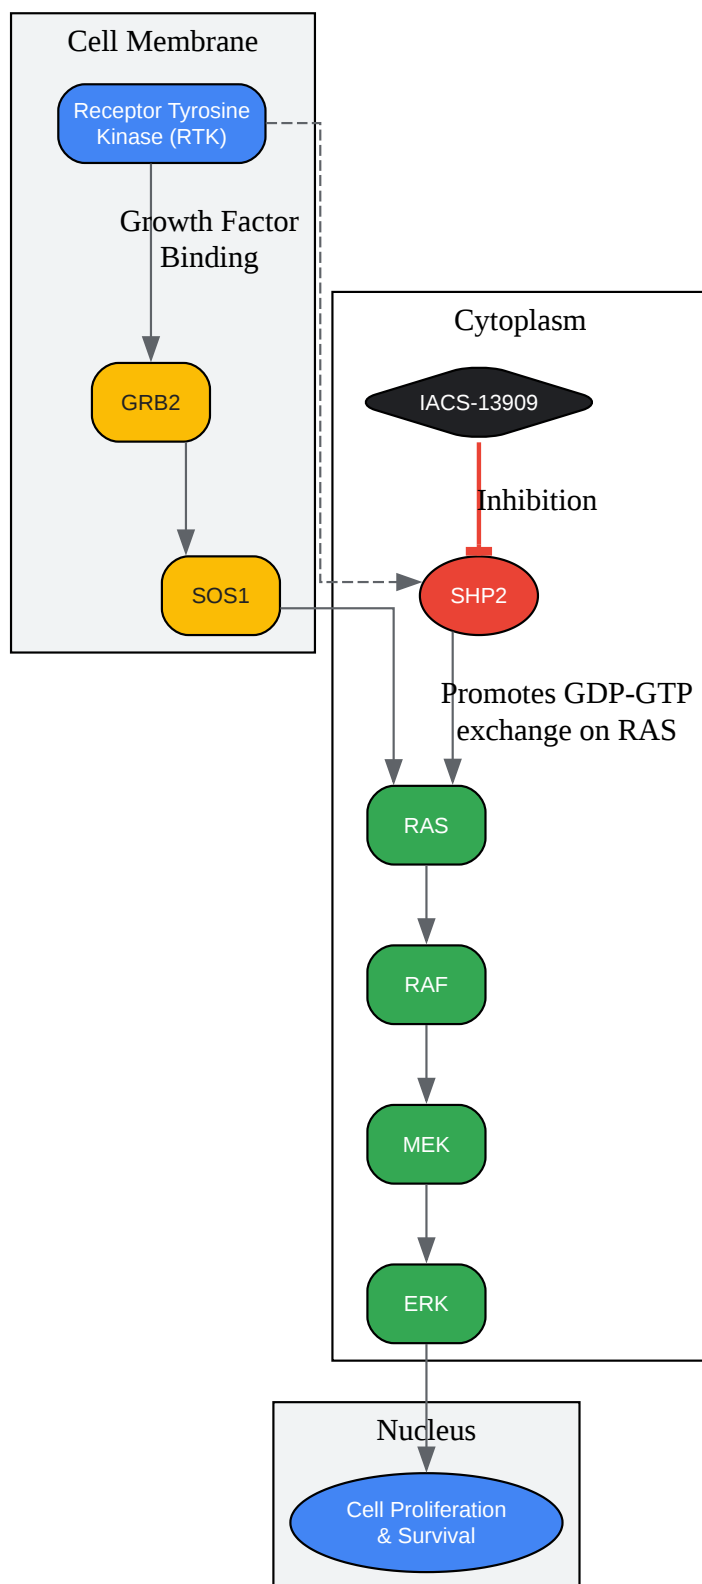 Cell Membrane
Receptor Tyrosine
Kinase (RTK)
Growth Factor
Binding
GRB2
SOS1
Cytoplasm
IACS-13909
Inhibition
SHP2
Promotes GDP-GTP
exchange on RAS
RAS
RAF
MEK
ERK
Nucleus
Cell Proliferation
& Survival